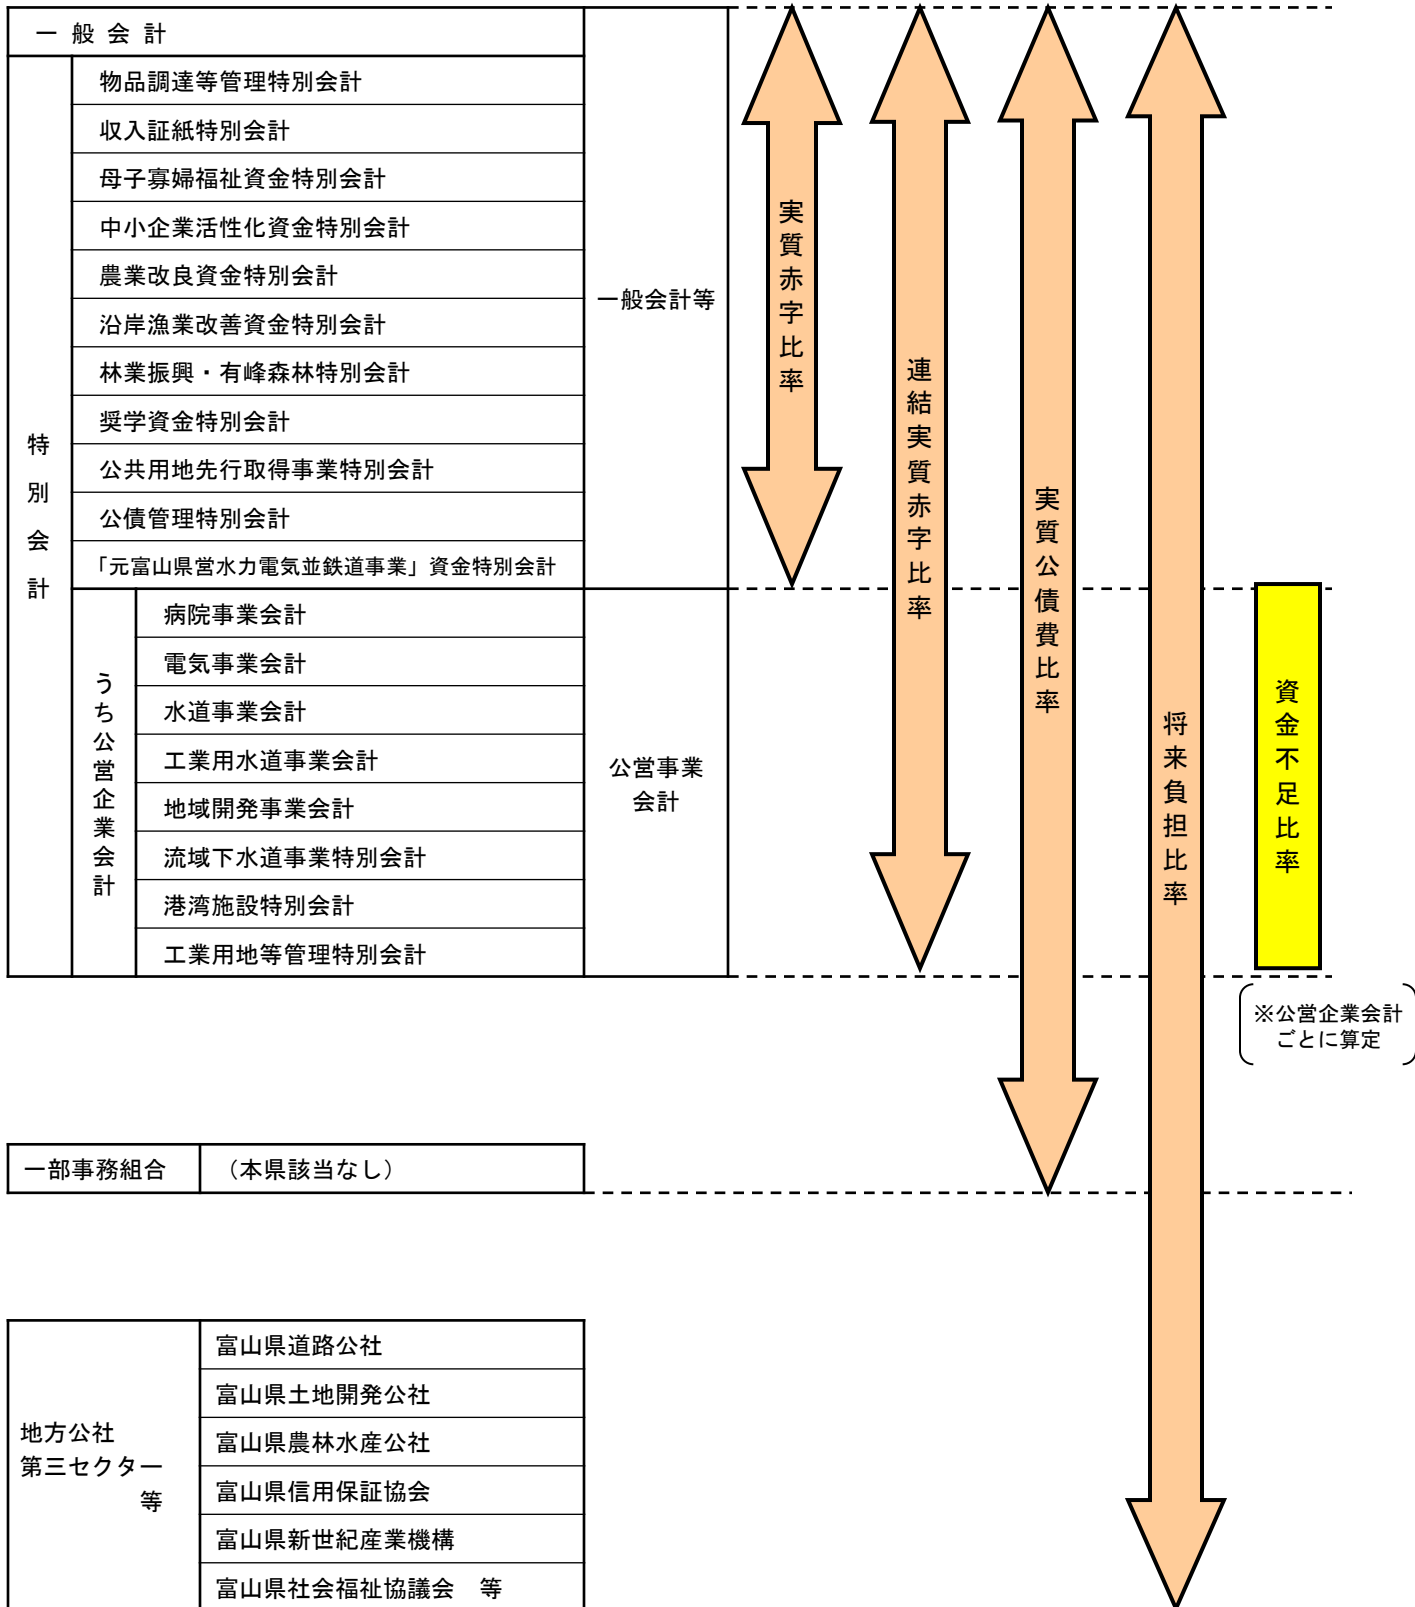 一般会計
特別会計
物品調達等管理特別会計
収入証紙特別会計
母子寡婦福祉資金特別会計
中小企業活性化資金特別会計
農業改良資金特別会計
沿岸漁業改善資金特別会計
林業振興・有峰森林特別会計
奨学資金特別会計
公共用地先行取得事業特別会計
公債管理特別会計
「元富山県営水力電気並鉄道事業」資金特別会計
うち公営企業会計
病院事業会計
電気事業会計
水道事業会計
工業用水道事業会計
地域開発事業会計
流域下水道事業特別会計
港湾施設特別会計
工業用地等管理特別会計
一般会計等
公営事業
会計
実質赤字比率
連結実質赤字比率
実質公債費比率
将来負担比率
資金不足比率
※公営企業会計
ごとに算定
一部事務組合
（本県該当なし）
地方公社
第三セクター
等
富山県道路公社
富山県土地開発公社
富山県農林水産公社
富山県信用保証協会
富山県新世紀産業機構
富山県社会福祉協議会　等